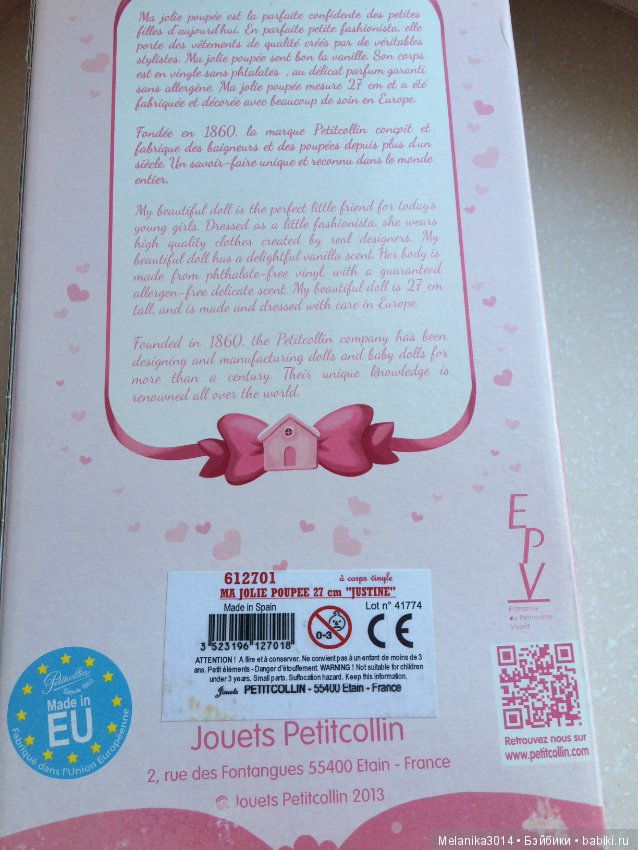 Ma jolie poupée est la parfaite confidente des petites
filles d'aujourd'hui. En parfaite petite fashionista, elle
porte des vêtements de qualité créés par de véritables
stylistes. Ma jolie poupée sent bon la vanille. Son corps
est en vinyle sans phtalates , au délicat parfum garanti
sans allergène. Ma jolie poupée mesure 27 cm et a été
fabriquée et décorée avec beaucoup de soin en Europe.
Fondée en 1860, la marque Petitcollin conçoit et
fabrique des baigneurs et des poupées depuis plus d'un
siècle. Un savoir-faire unique et reconnu dans le monde
entier.
My beautiful doll is the perfect little friend for today's
young girls. Dressed as a little fashionista, she wears
high quality clothes created by real designers. My
beautiful doll has a delightful vanilla scent. Her body is
made from phthalate-free vinyl with a guaranteed
allergen-free delicate scent. My beautiful doll is 27 cm
tall, and is made and dressed with care in Europe.
Founded in 1860, the Petitcollin company has been
designing and manufacturing dolls and baby dolls for
more than a century. Their unique knowledge is
renowned all over the world.
EPV
Entreprise
du Patrimoine
Vivant
612701 à corps vinyle
MA JOLIE POUPEE 27 cm "JUSTINE"
Made in Spain
Lot n° 41774
0-3
CE
3 523196 127018
ATTENTION ! A lire et à conserver. Ne convient pas à un enfant de moins de 3
ans. Petit éléments - Danger d'étouffement. WARNING ! Not suitable for children
under 3 years. Small parts. Suffocation hazard. Keep this information.
Jouets PETITCOLLIN - 55400 Etain - France
Petitcollin
Depuis 1860
Made in
EU
Fabriqué dans l'Union Européenne
Retrouvez nous sur
www.petitcollin.com
Jouets Petitcollin
2, rue des Fontangues 55400 Etain - France
© Jouets Petitcollin 2013
Melanika3014 • Бэйбики • babiki.ru